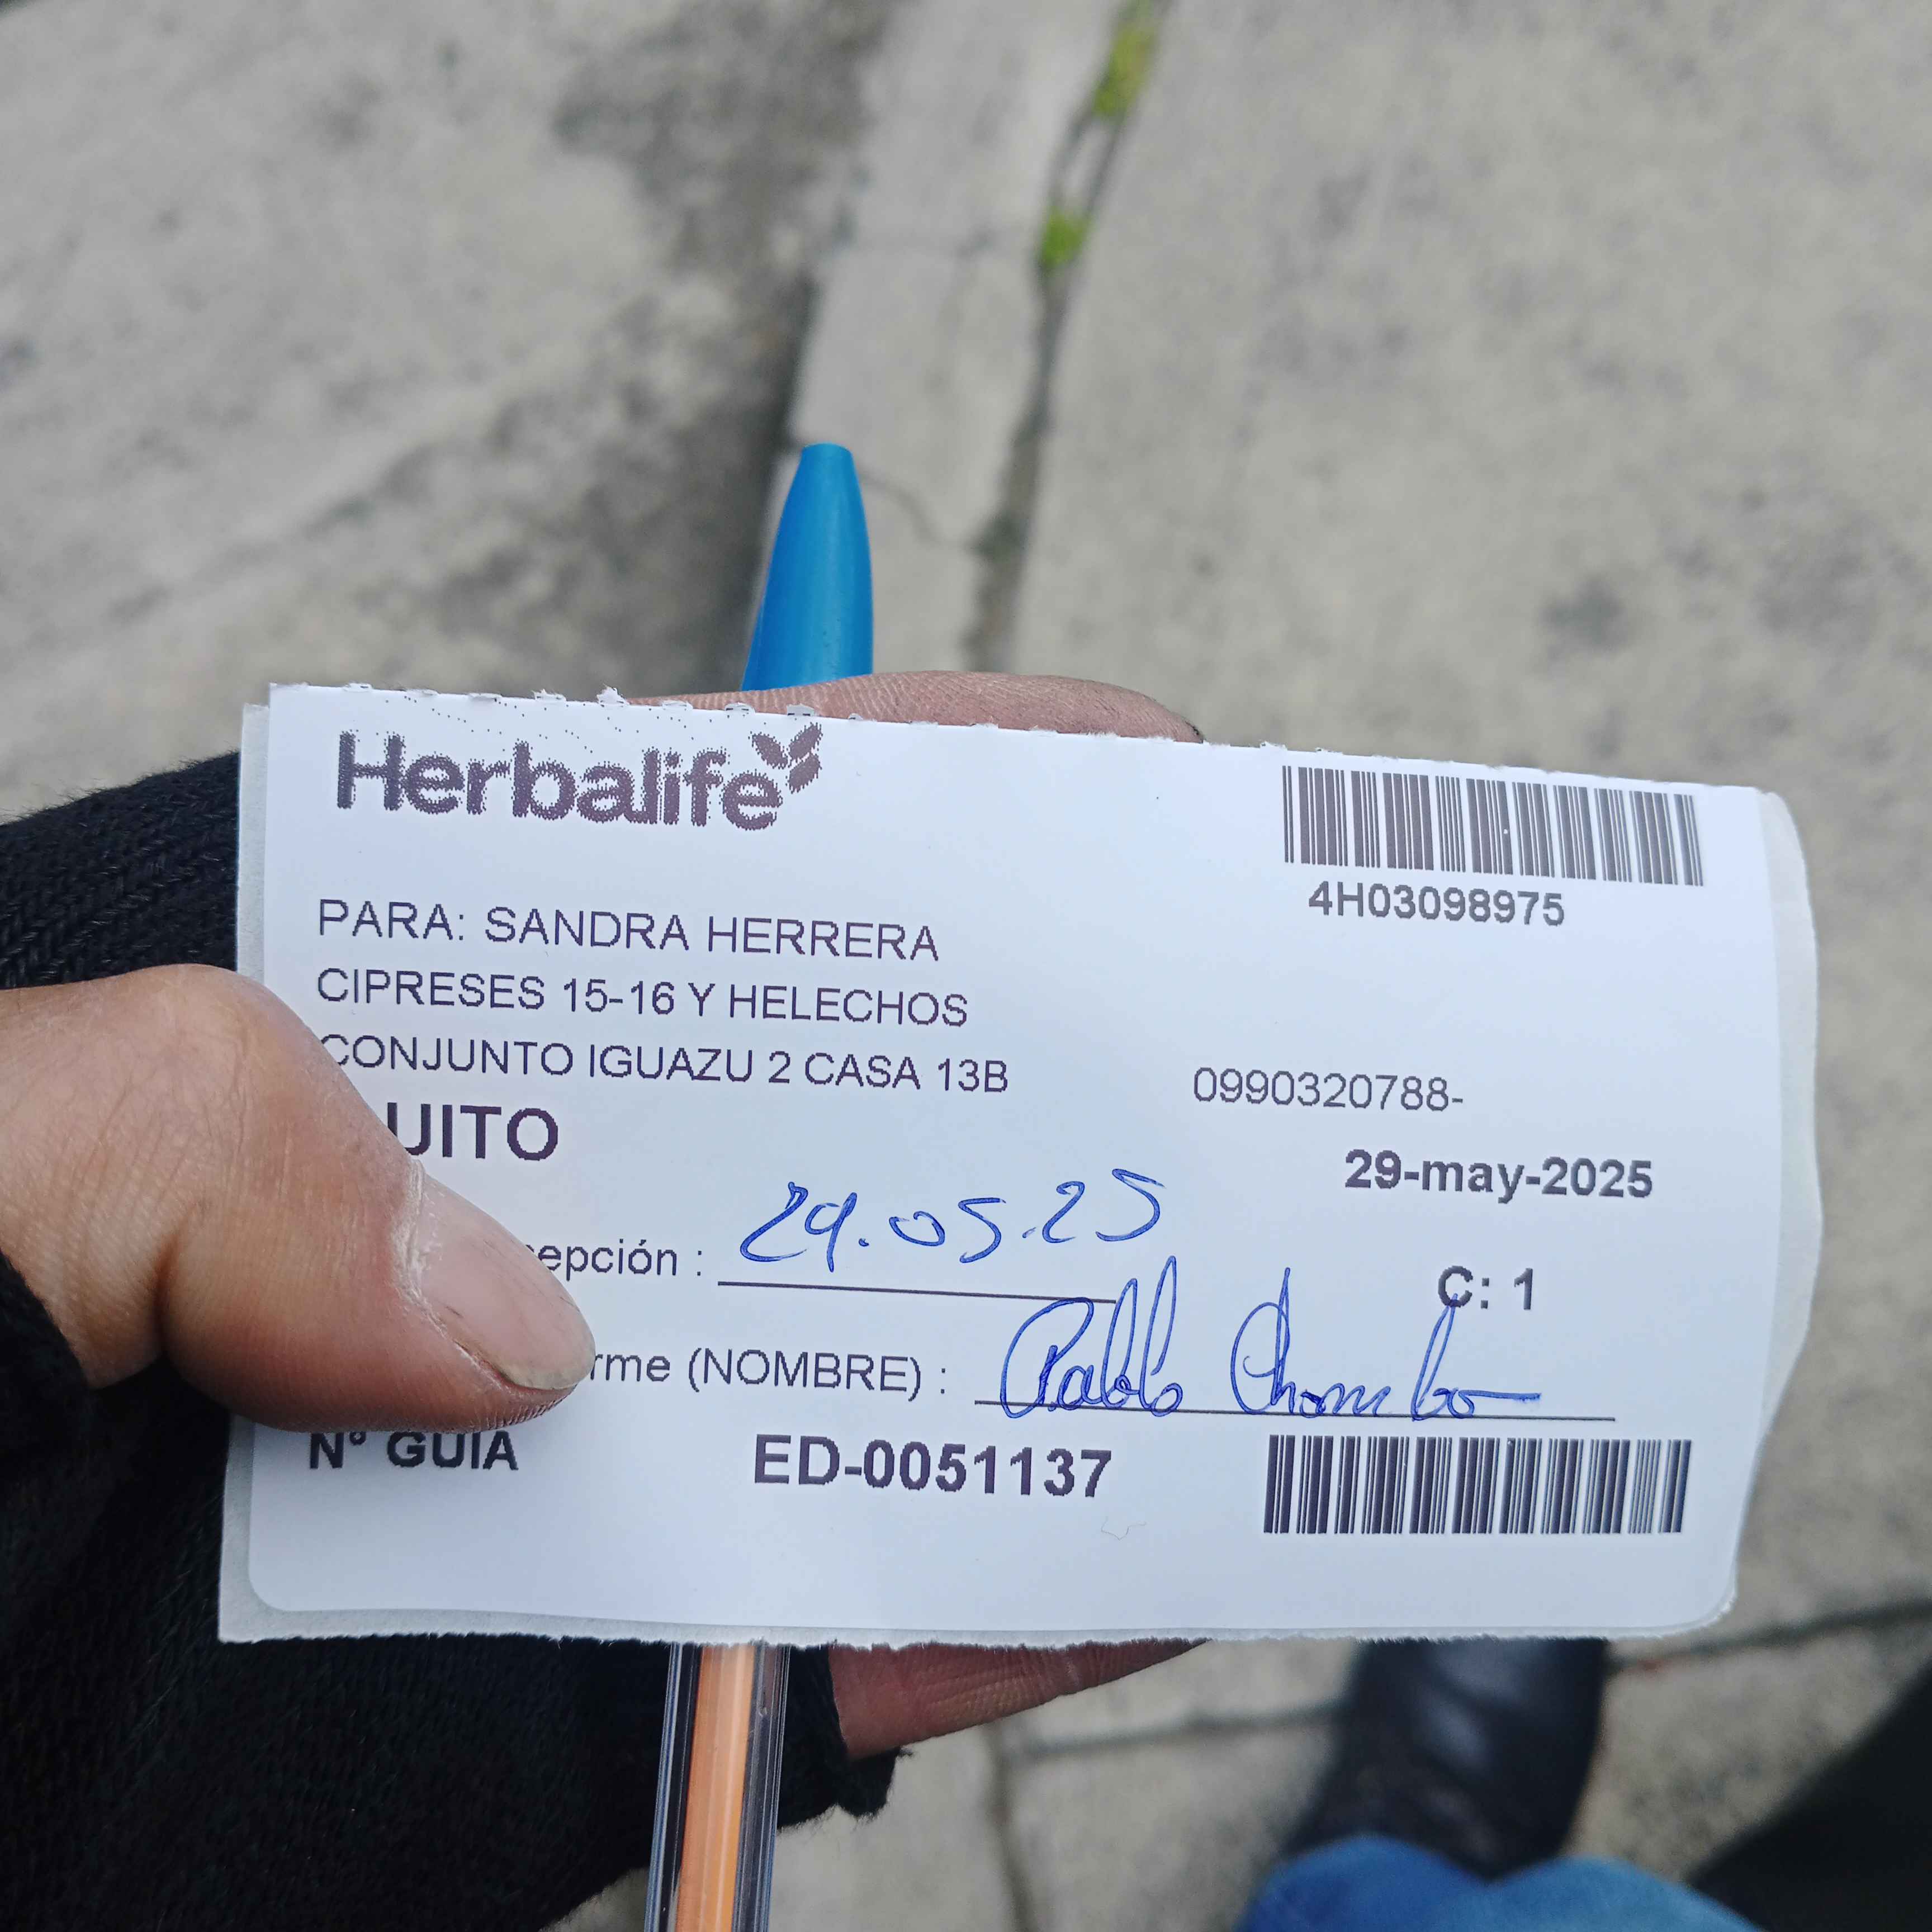 Herbalife
4H03098975
PARA: SANDRA HERRERA
CIPRESES 15-16 Y HELECHOS
CONJUNTO IGUAZU 2 CASA 13B
0990320788-
UITO
29-may-2025
epción : 29.05.25
C: 1
rme (NOMBRE) : Pablo Chombo
N° GUIA ED-0051137